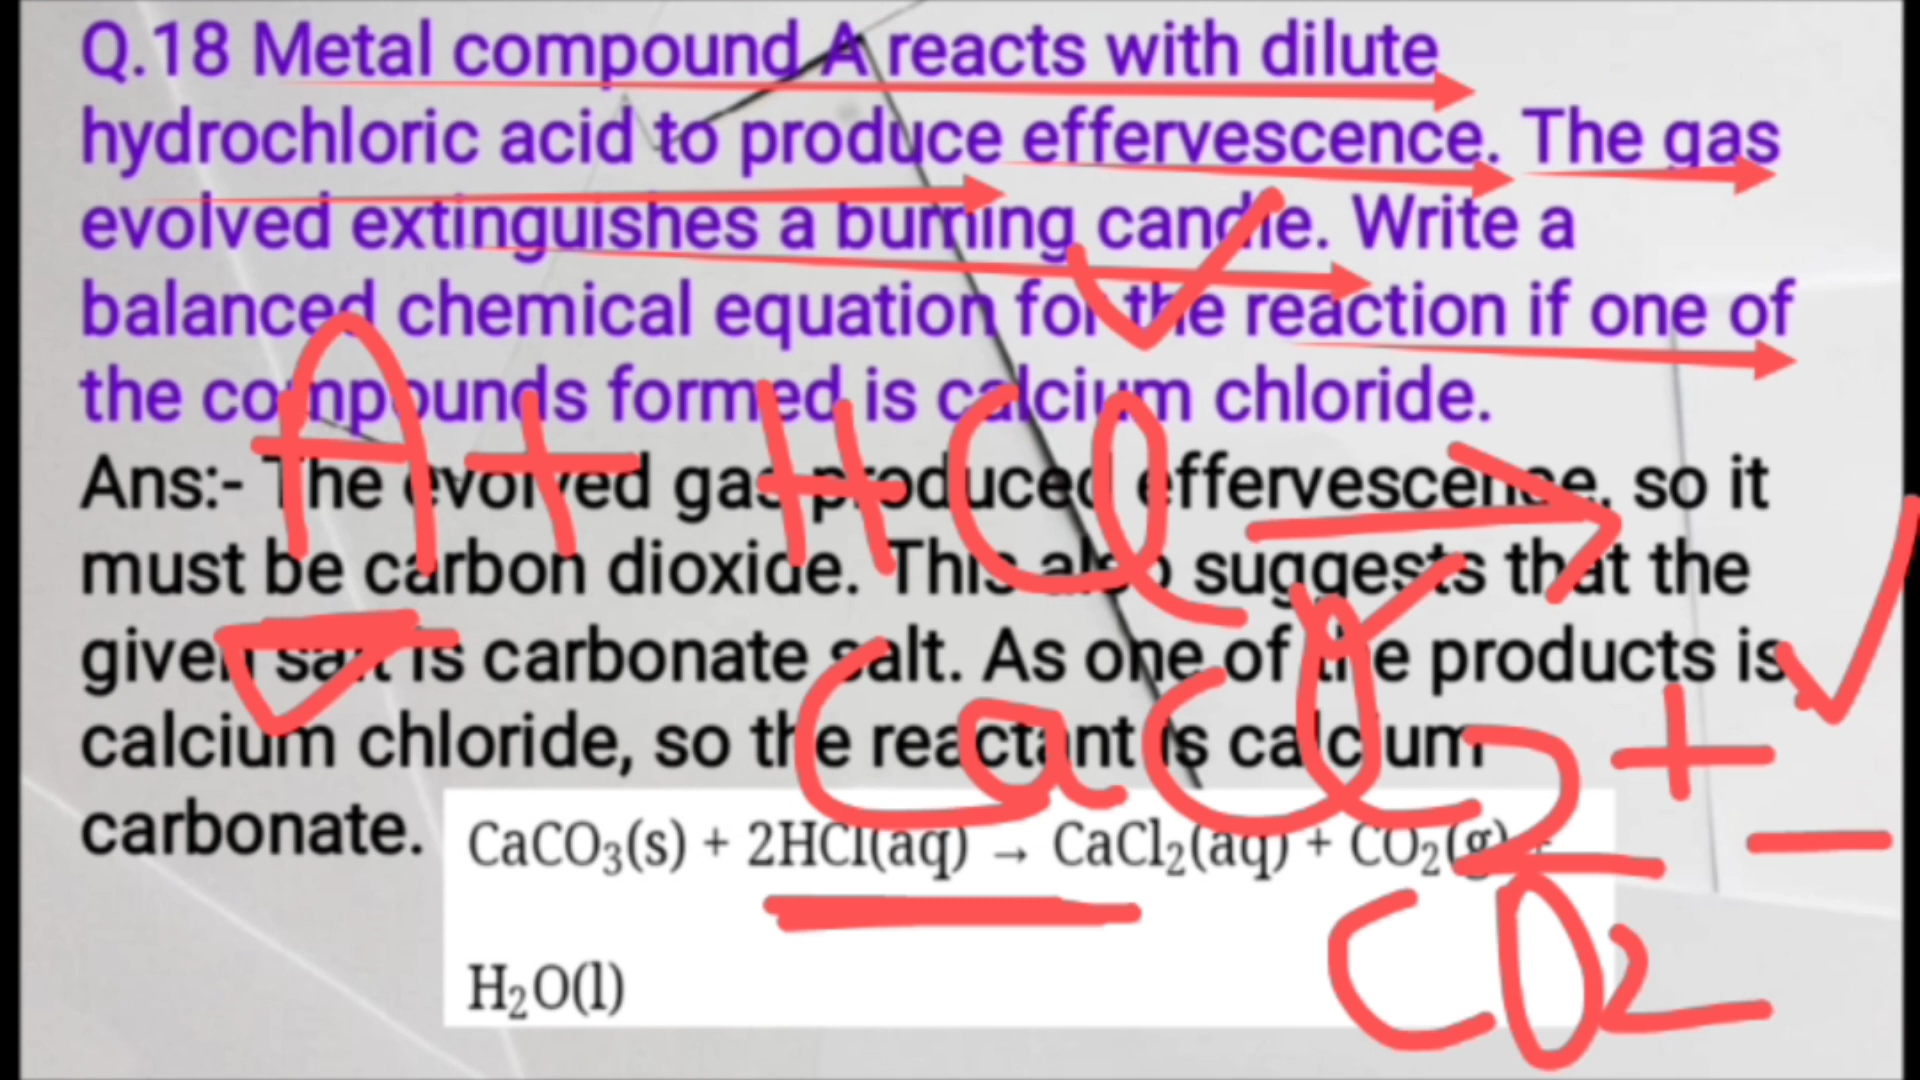 Q.18 Metal compound A reacts with dilute
hydrochloric acid to produce effervescence. The gas
evolved extinguishes a burning candle. Write a
balanced chemical equation for the reaction if one of
the compounds formed is calcium chloride.
Ans:- The evolved gas produced effervescence, so it
must be carbon dioxide. This also suggests that the
given salt is carbonate salt. As one of the products is
calcium chloride, so the reactant is calcium
carbonate.
CaCO₃(s) + 2HCl(aq) → CaCl₂(aq) + CO₂(g) +
H₂O(l)
A + HCl →
CaCl₂ +
CO₂